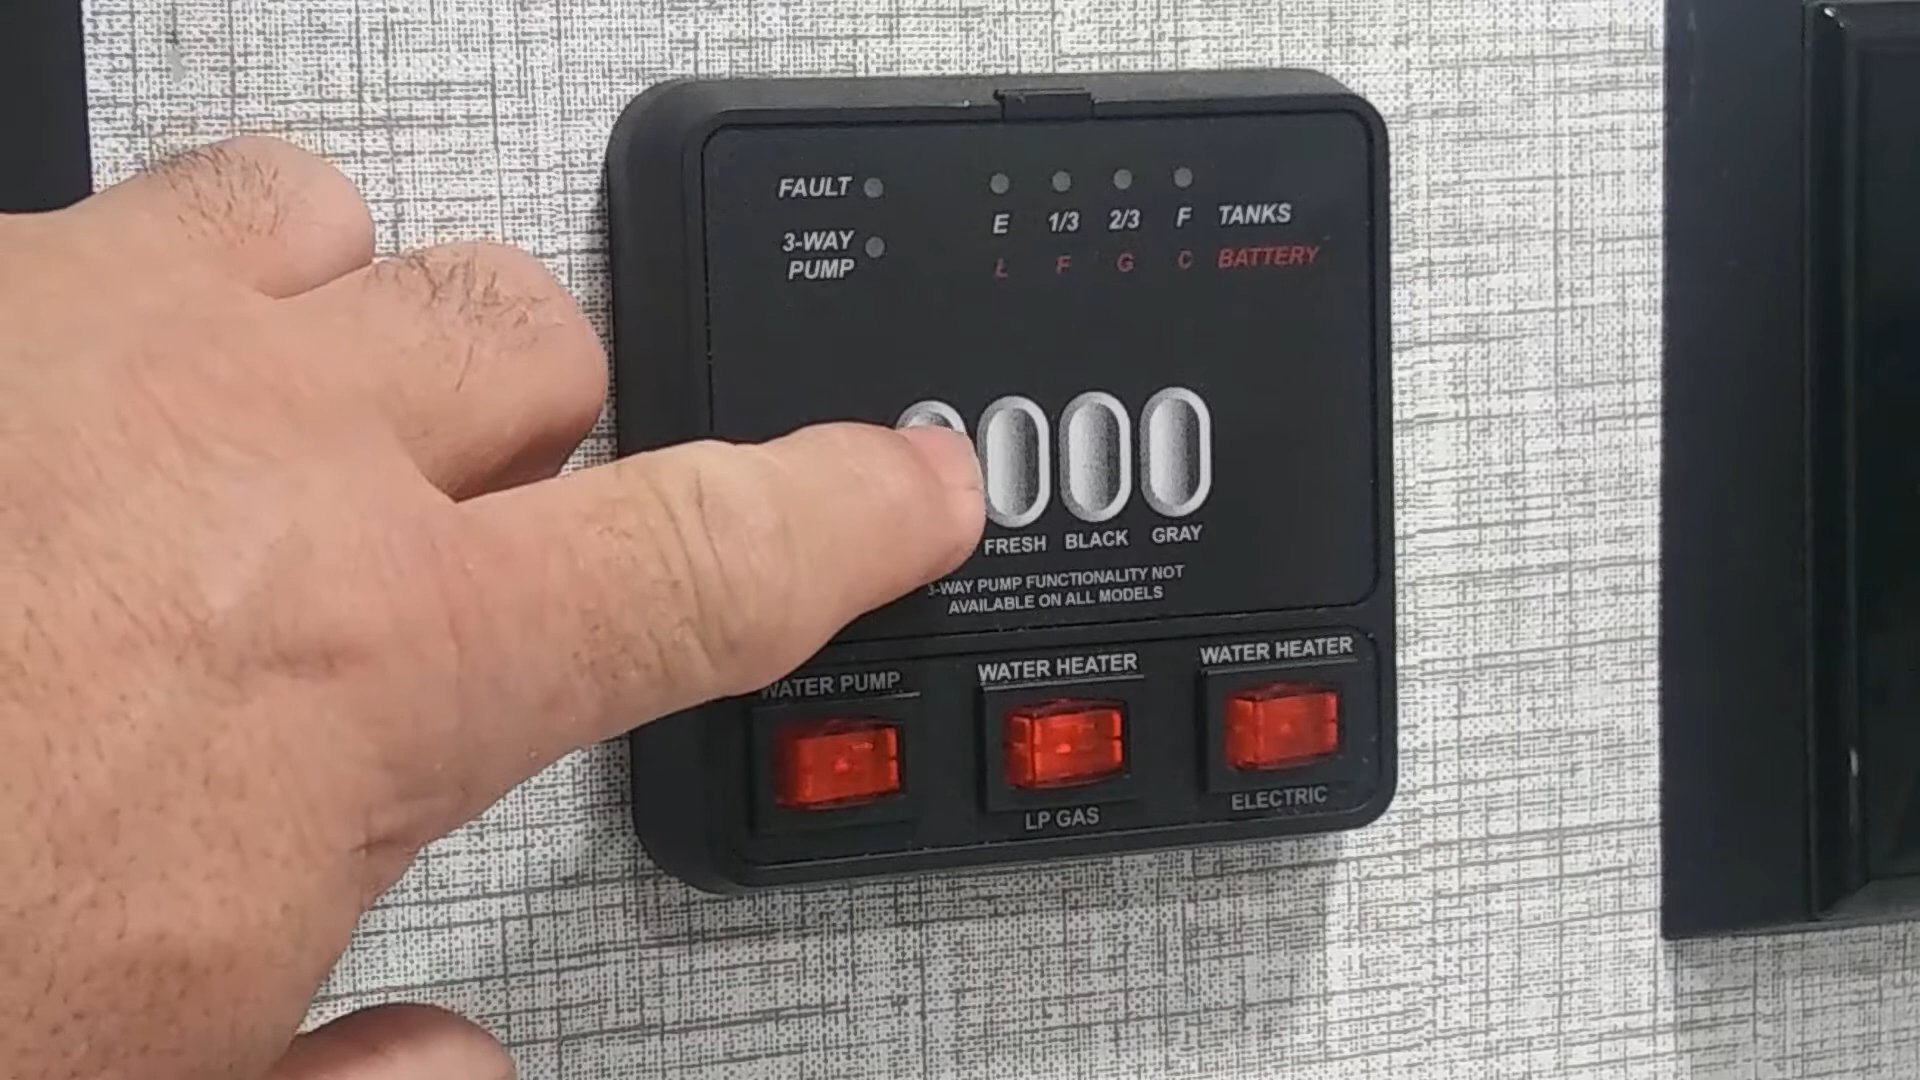 FAULT
E 1/3 2/3 F TANKS
3-WAY
PUMP
L F G C BATTERY
FRESH BLACK GRAY
3-WAY PUMP FUNCTIONALITY NOT
AVAILABLE ON ALL MODELS
WATER PUMP
WATER HEATER
LP GAS
WATER HEATER
ELECTRIC